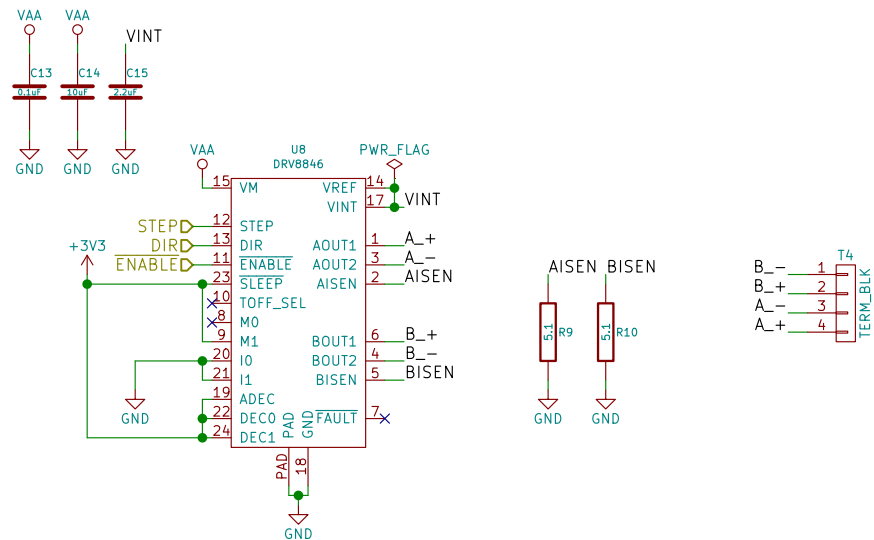 VAA
VAA
VINT
C13
C14
C15
0.1uF
10uF
2.2uF
GND
GND
GND
VAA
U8
DRV8846
PWR_FLAG
15
VM
VREF
14
VINT
17
VINT
STEP
12
STEP
DIR
13
DIR
AOUT1
1
A_+
ENABLE
11
ENABLE
AOUT2
3
A_-
+3V3
23
SLEEP
AISEN
2
AISEN
10
TOFF_SEL
8
M0
9
M1
BOUT1
6
B_+
20
I0
BOUT2
4
B_-
21
I1
BISEN
5
BISEN
19
ADEC
22
DEC0
FAULT
7
24
DEC1
PAD
GND
PAD
18
GND
GND
AISEN
BISEN
5.1
R9
5.1
R10
GND
GND
T4
B_-
1
B_+
2
A_-
3
A_+
4
TERM_BLK